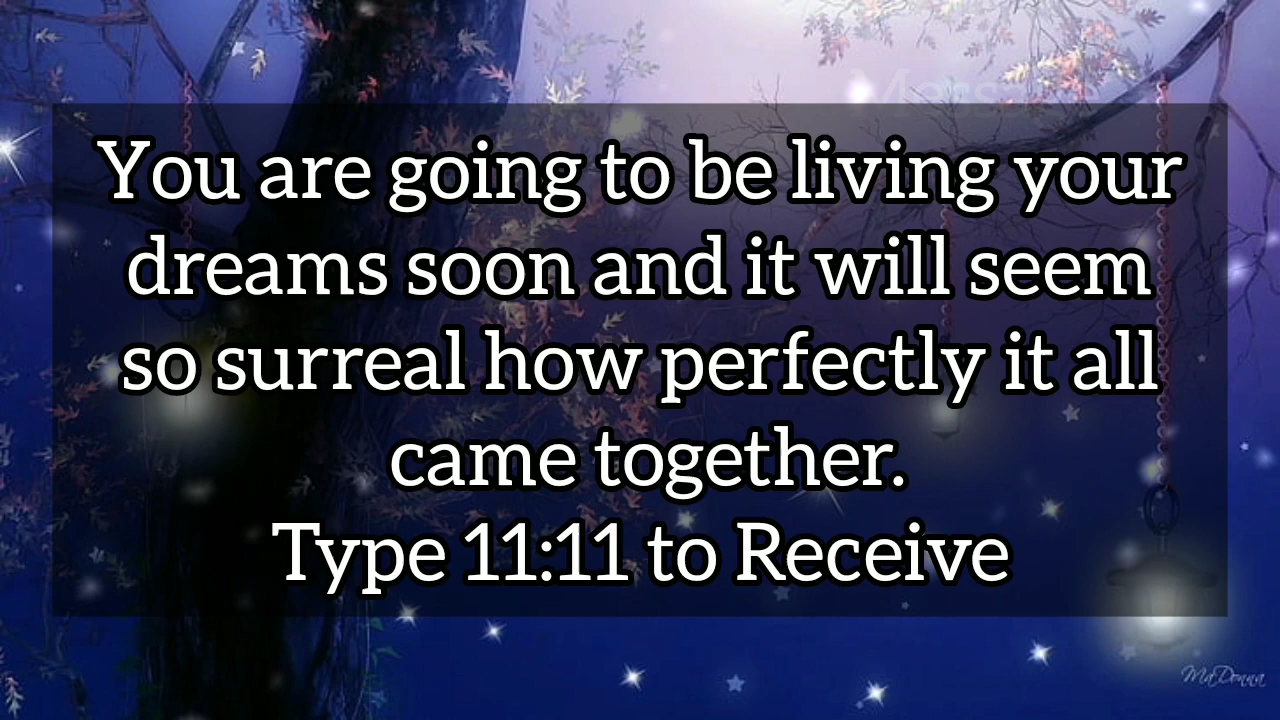 You are going to be living your
dreams soon and it will seem
so surreal how perfectly it all
came together.
Type 11:11 to Receive
MaDonna